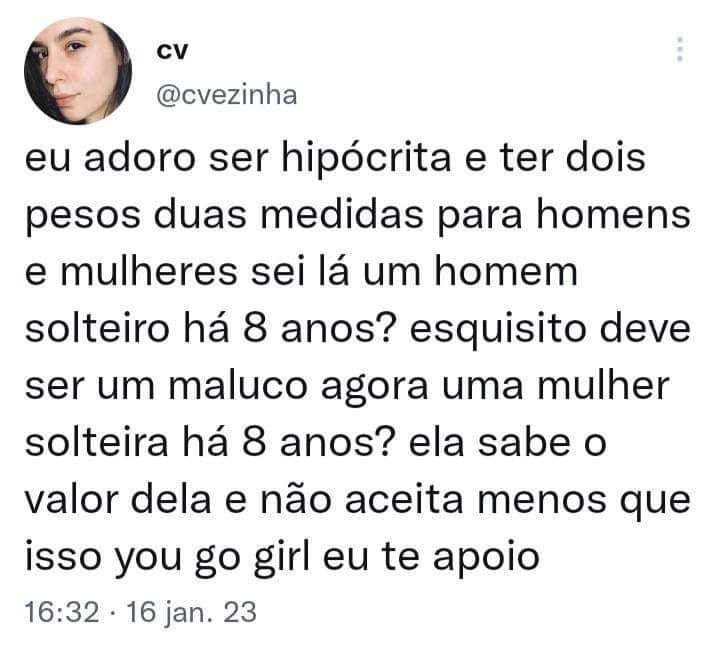 cv
@cvezinha
eu adoro ser hipócrita e ter dois
pesos duas medidas para homens
e mulheres sei lá um homem
solteiro há 8 anos? esquisito deve
ser um maluco agora uma mulher
solteira há 8 anos? ela sabe o
valor dela e não aceita menos que
isso you go girl eu te apoio
16:32 · 16 jan. 23